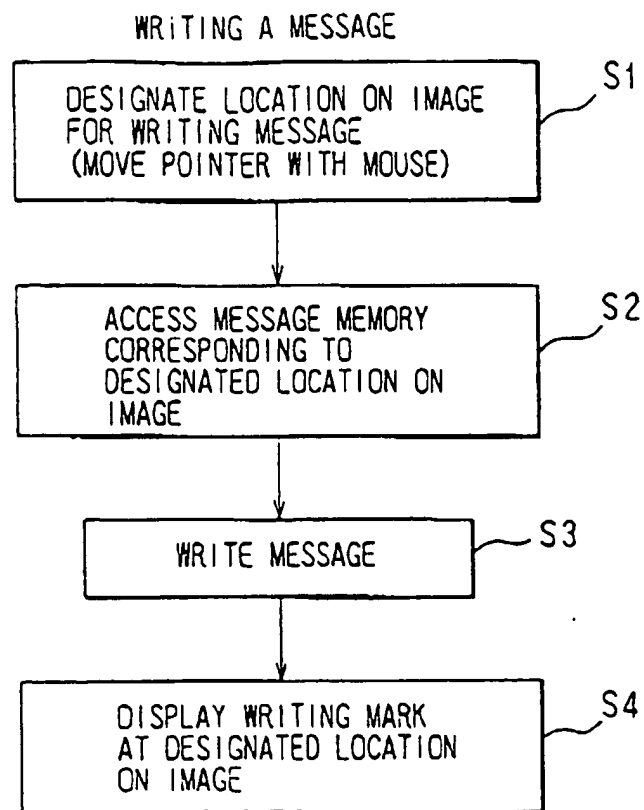 WRiTING A MESSAGE
S1
DESIGNATE LOCATION ON IMAGE
FOR WRITING MESSAGE
(MOVE POINTER WITH MOUSE)
S2
ACCESS MESSAGE MEMORY
CORRESPONDING TO
DESIGNATED LOCATION ON
IMAGE
S3
WRITE MESSAGE
S4
DISPLAY WRITING MARK
AT DESIGNATED LOCATION
ON IMAGE